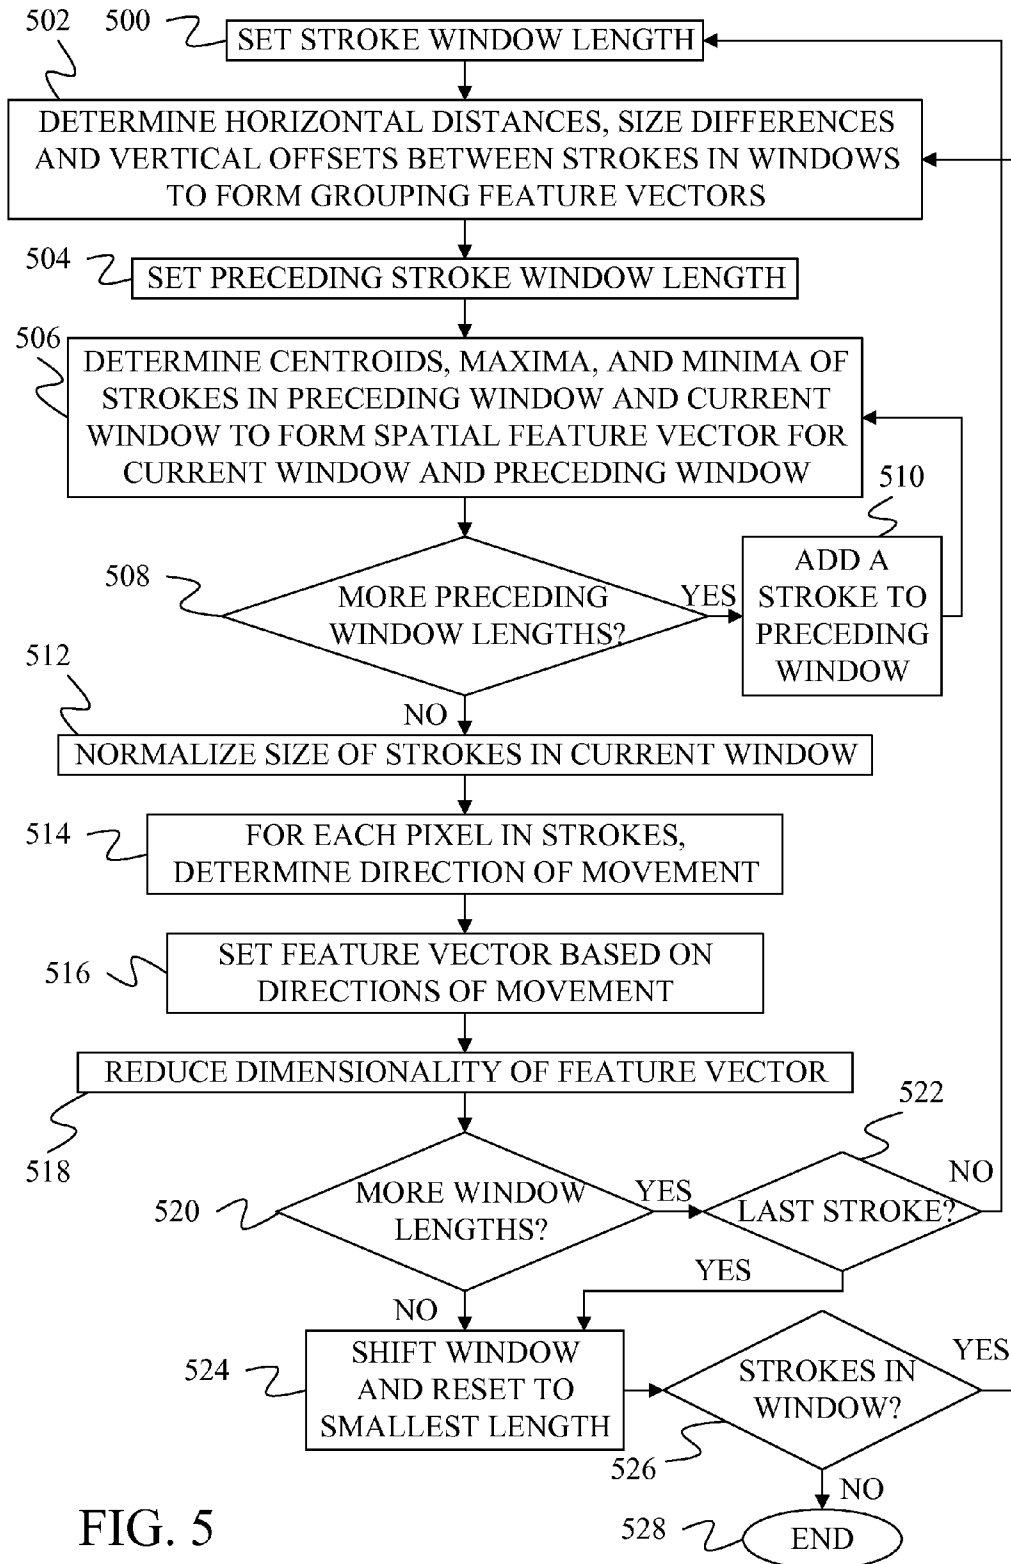 500
SET STROKE WINDOW LENGTH
502
DETERMINE HORIZONTAL DISTANCES, SIZE DIFFERENCES
AND VERTICAL OFFSETS BETWEEN STROKES IN WINDOWS
TO FORM GROUPING FEATURE VECTORS
504
SET PRECEDING STROKE WINDOW LENGTH
506
DETERMINE CENTROIDS, MAXIMA, AND MINIMA OF
STROKES IN PRECEDING WINDOW AND CURRENT
WINDOW TO FORM SPATIAL FEATURE VECTOR FOR
CURRENT WINDOW AND PRECEDING WINDOW
508
MORE PRECEDING
WINDOW LENGTHS?
YES
510
ADD A
STROKE TO
PRECEDING
WINDOW
NO
512
NORMALIZE SIZE OF STROKES IN CURRENT WINDOW
514
FOR EACH PIXEL IN STROKES,
DETERMINE DIRECTION OF MOVEMENT
516
SET FEATURE VECTOR BASED ON
DIRECTIONS OF MOVEMENT
518
REDUCE DIMENSIONALITY OF FEATURE VECTOR
520
MORE WINDOW
LENGTHS?
YES
522
LAST STROKE?
NO
YES
NO
524
SHIFT WINDOW
AND RESET TO
SMALLEST LENGTH
526
STROKES IN
WINDOW?
YES
NO
528
END
FIG. 5